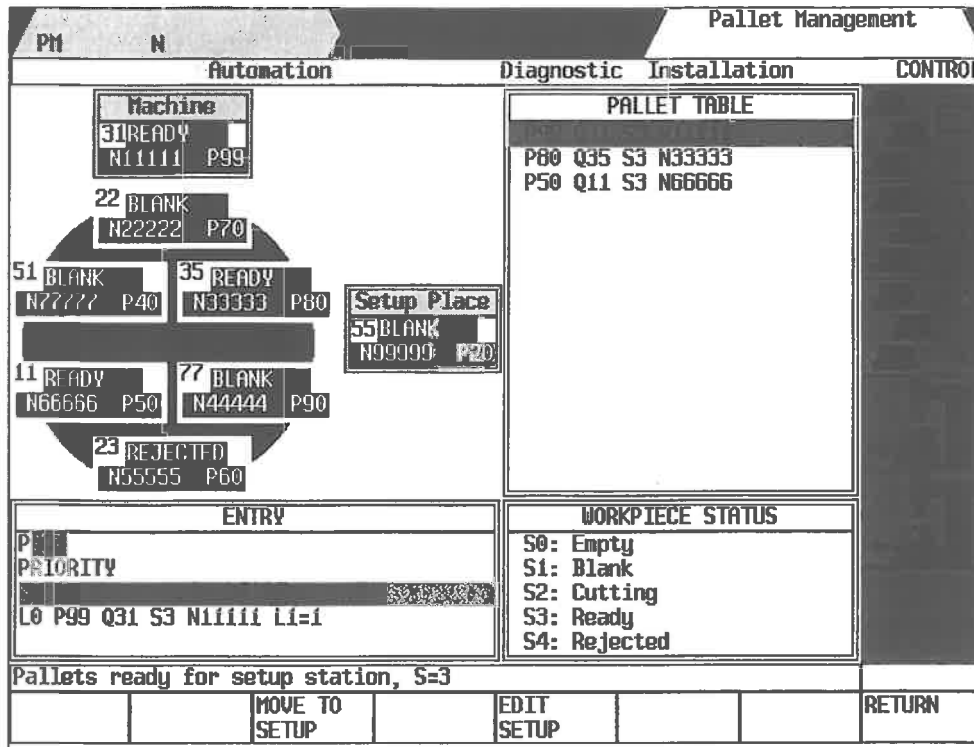 Pallet Management
PM N
Automation Diagnostic Installation CONTROL
Machine
31 READY
N11111 P99
22 BLANK
N22222 P70
51 BLANK
N77777 P40
35 READY
N33333 P80
Setup Place
55 BLANK
N99999 P20
11 READY
N66666 P50
77 BLANK
N44444 P90
23 REJECTED
N55555 P60
PALLET TABLE
P80 Q35 S3 N33333
P50 Q11 S3 N66666
ENTRY
P
PRIORITY
L0 P99 Q31 S3 N11111 L1=1
WORKPIECE STATUS
S0: Empty
S1: Blank
S2: Cutting
S3: Ready
S4: Rejected
Pallets ready for setup station, S=3
MOVE TO SETUP
EDIT SETUP
RETURN